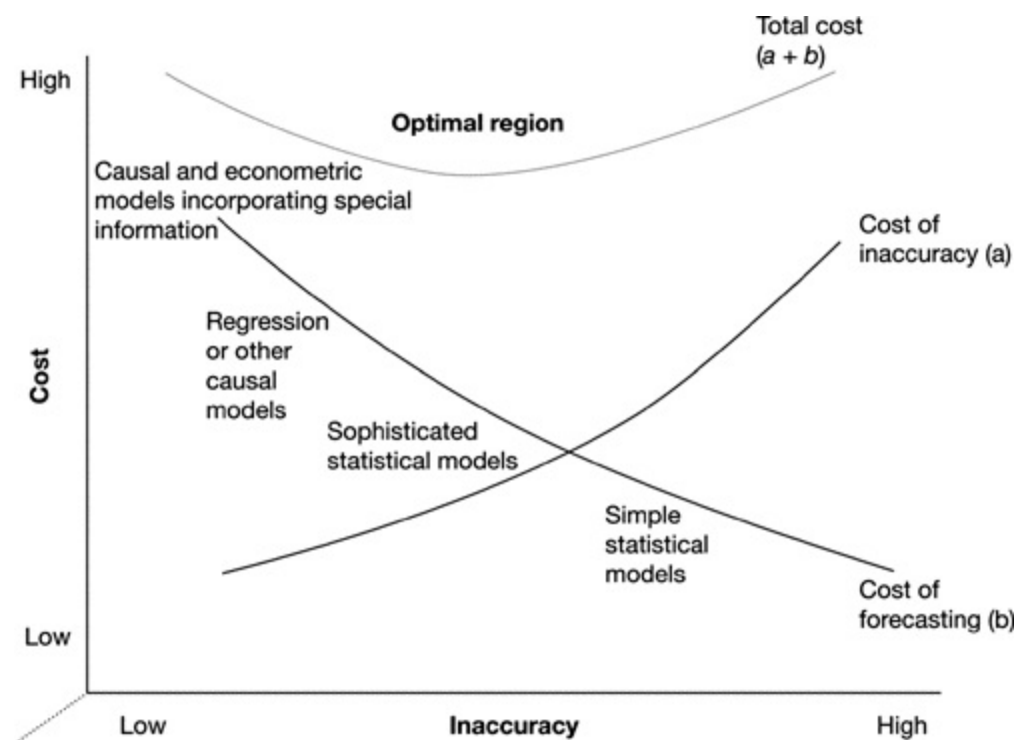 Total cost
(a + b)
High
Optimal region
Causal and econometric
models incorporating special
information
Cost of
inaccuracy (a)
Regression
or other
causal
models
Cost
Sophisticated
statistical models
Simple
statistical
models
Cost of
forecasting (b)
Low
Low
Inaccuracy
High